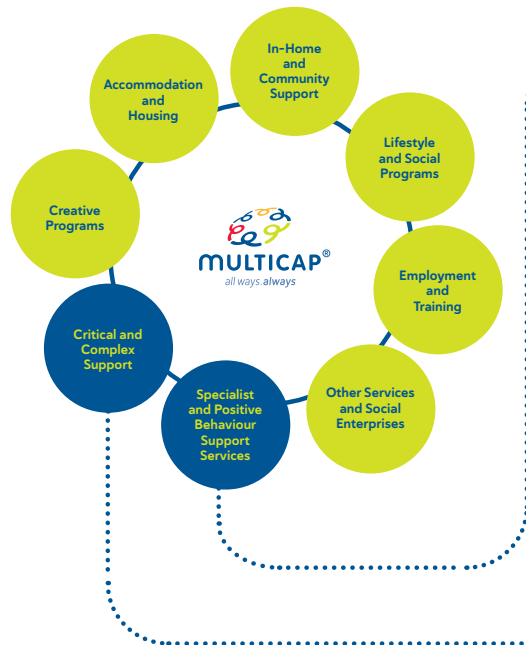 In-Home
and
Community
Support
Accommodation
and
Housing
Lifestyle
and Social
Programs
Creative
Programs
MULTICAP®
all ways.always
Employment
and
Training
Critical and
Complex
Support
Specialist
and Positive
Behaviour
Support
Services
Other Services
and Social
Enterprises